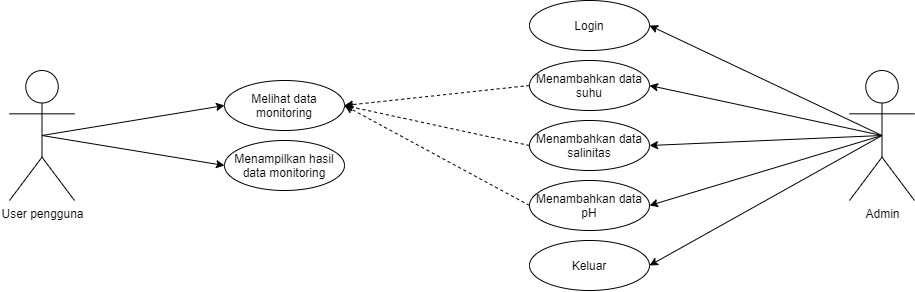 Login
Menambahkan data
suhu
Melihat data
monitoring
Menambahkan data
salinitas
Menampilkan hasil
data monitoring
Menambahkan data
pH
User pengguna
Admin
Keluar